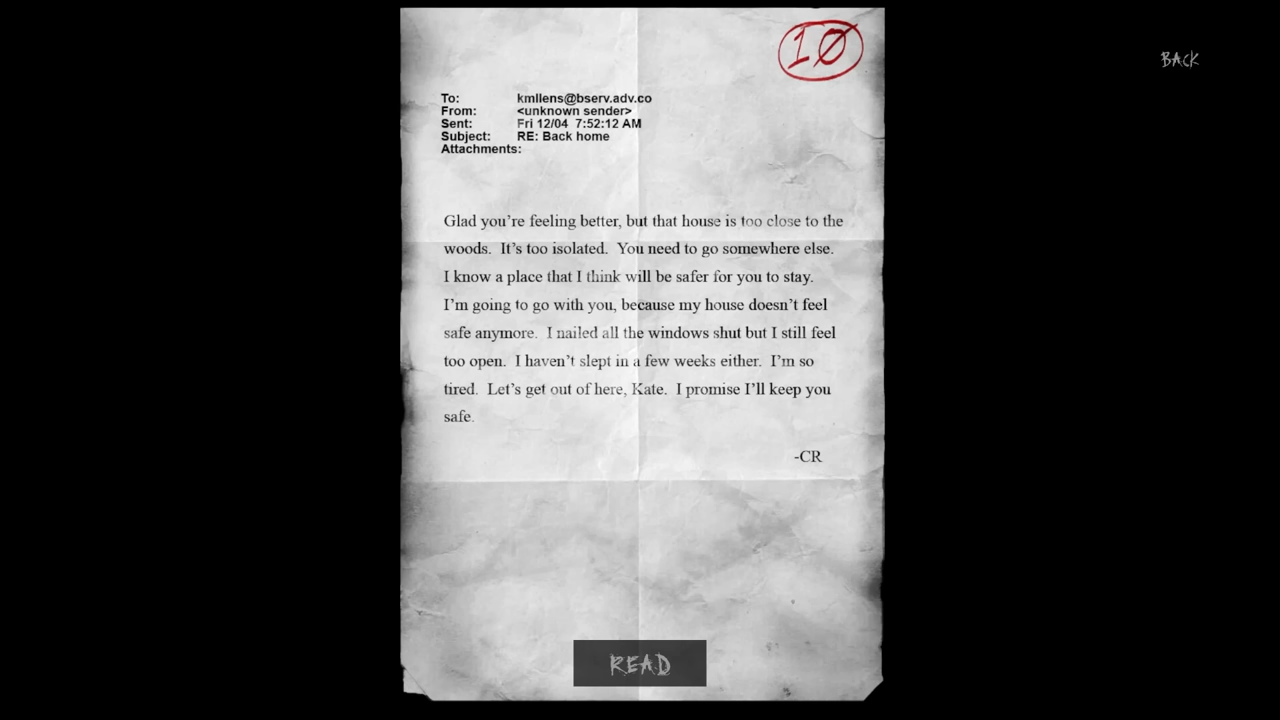 10
BACK
To: kmllens@bserv.adv.co
From: <unknown sender>
Sent: Fri 12/04 7:52:12 AM
Subject: RE: Back home
Attachments:
Glad you're feeling better, but that house is too close to the
woods. It's too isolated. You need to go somewhere else.
I know a place that I think will be safer for you to stay.
I'm going to go with you, because my house doesn't feel
safe anymore. I nailed all the windows shut but I still feel
too open. I haven't slept in a few weeks either. I'm so
tired. Let's get out of here, Kate. I promise I'll keep you
safe.
-CR
READ